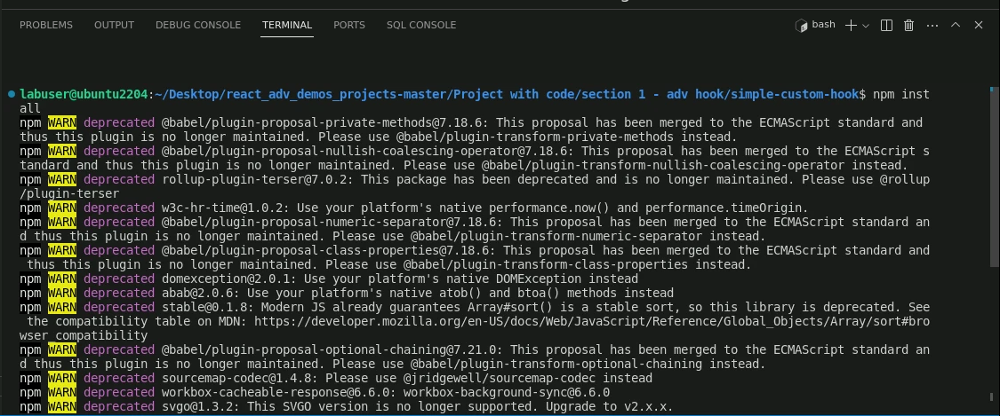 PROBLEMS OUTPUT DEBUG CONSOLE TERMINAL PORTS SQL CONSOLE bash
labuser@ubuntu2204:~/Desktop/react_adv_demos_projects-master/Project with code/section 1 - adv hook/simple-custom-hook$ npm inst
all
npm WARN deprecated @babel/plugin-proposal-private-methods@7.18.6: This proposal has been merged to the ECMAScript standard and
thus this plugin is no longer maintained. Please use @babel/plugin-transform-private-methods instead.
npm WARN deprecated @babel/plugin-proposal-nullish-coalescing-operator@7.18.6: This proposal has been merged to the ECMAScript s
tandard and thus this plugin is no longer maintained. Please use @babel/plugin-transform-nullish-coalescing-operator instead.
npm WARN deprecated rollup-plugin-terser@7.0.2: This package has been deprecated and is no longer maintained. Please use @rollup
/plugin-terser
npm WARN deprecated w3c-hr-time@1.0.2: Use your platform's native performance.now() and performance.timeOrigin.
npm WARN deprecated @babel/plugin-proposal-numeric-separator@7.18.6: This proposal has been merged to the ECMAScript standard an
d thus this plugin is no longer maintained. Please use @babel/plugin-transform-numeric-separator instead.
npm WARN deprecated @babel/plugin-proposal-class-properties@7.18.6: This proposal has been merged to the ECMAScript standard and
thus this plugin is no longer maintained. Please use @babel/plugin-transform-class-properties instead.
npm WARN deprecated domexception@2.0.1: Use your platform's native DOMException instead
npm WARN deprecated abab@2.0.6: Use your platform's native atob() and btoa() methods instead
npm WARN deprecated stable@0.1.8: Modern JS already guarantees Array#sort() is a stable sort, so this library is deprecated. See
the compatibility table on MDN: https://developer.mozilla.org/en-US/docs/Web/JavaScript/Reference/Global_Objects/Array/sort#bro
wser_compatibility
npm WARN deprecated @babel/plugin-proposal-optional-chaining@7.21.0: This proposal has been merged to the ECMAScript standard an
d thus this plugin is no longer maintained. Please use @babel/plugin-transform-optional-chaining instead.
npm WARN deprecated sourcemap-codec@1.4.8: Please use @jridgewell/sourcemap-codec instead
npm WARN deprecated workbox-cacheable-response@6.6.0: workbox-background-sync@6.6.0
npm WARN deprecated svgo@1.3.2: This SVGO version is no longer supported. Upgrade to v2.x.x.